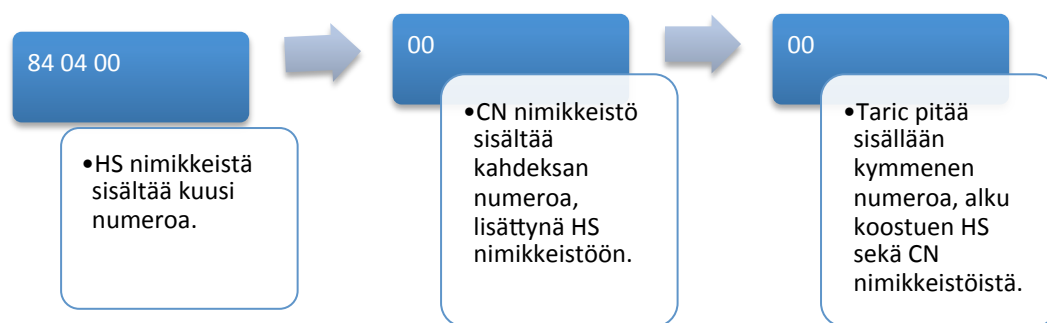 84 04 00
•HS nimikkeistä
sisältää kuusi
numeroa.
00
•CN nimikkeistö
sisältää
kahdeksan
numeroa,
lisättynä HS
nimikkeistöön.
00
•Taric pitää
sisällään
kymmenen
numeroa, alku
koostuen HS
sekä CN
nimikkeistöistä.